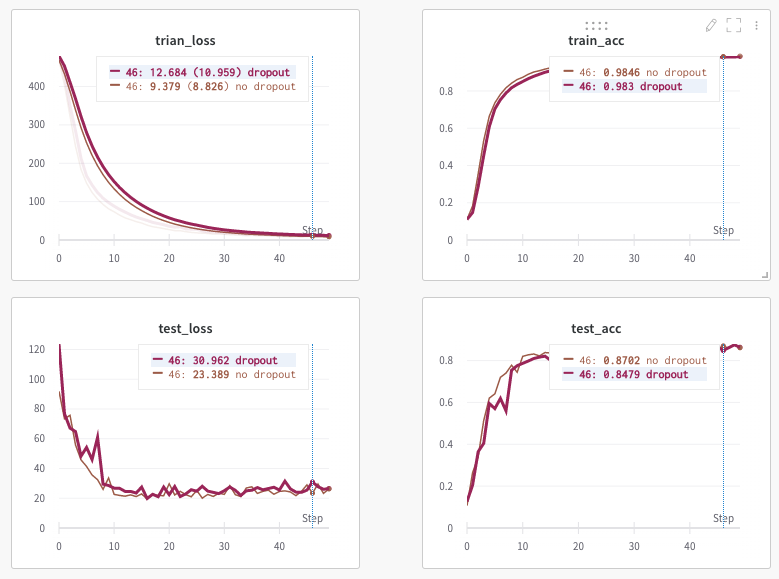 trian_loss
46: 12.684 (10.959) dropout
46: 9.379 (8.826) no dropout
400
300
200
100
0
Step
0 10 20 30 40
train_acc
46: 0.9846 no dropout
46: 0.983 dropout
0.8
0.6
0.4
0.2
0
Step
0 10 20 30 40
test_loss
46: 30.962 dropout
46: 23.389 no dropout
120
100
80
60
40
20
0
Step
0 10 20 30 40
test_acc
46: 0.8702 no dropout
46: 0.8479 dropout
0.8
0.6
0.4
0.2
0
Step
0 10 20 30 40